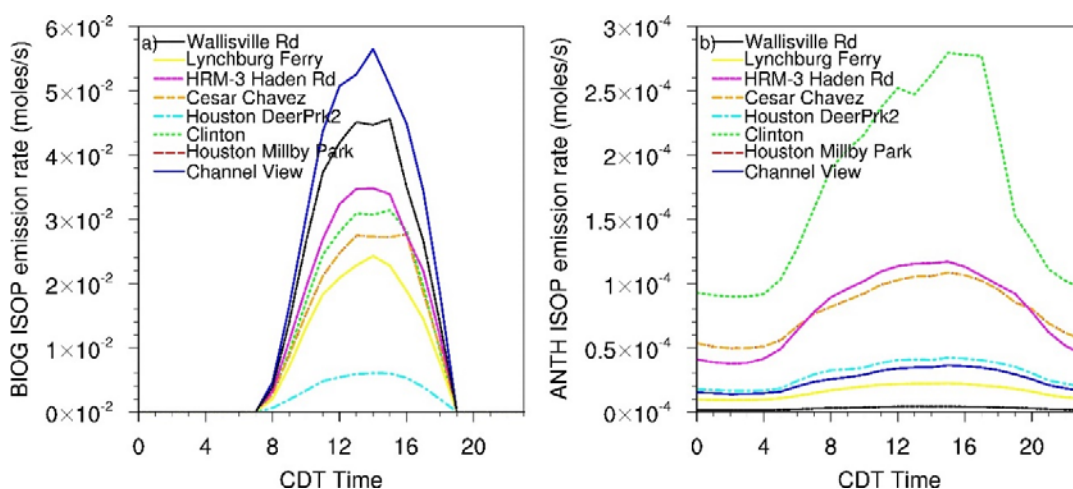 6×10⁻²
5×10⁻²
4×10⁻²
3×10⁻²
2×10⁻²
1×10⁻²
0×10⁻²
BIOG ISOP emission rate (moles/s)
a)
Wallisville Rd
Lynchburg Ferry
HRM-3 Haden Rd
Cesar Chavez
Houston DeerPrk2
Clinton
Houston Millby Park
Channel View
0 4 8 12 16 20
CDT Time
3.0×10⁻⁴
2.5×10⁻⁴
2.0×10⁻⁴
1.5×10⁻⁴
1.0×10⁻⁴
0.5×10⁻⁴
0.0×10⁻⁴
ANTH ISOP emission rate (moles/s)
b)
Wallisville Rd
Lynchburg Ferry
HRM-3 Haden Rd
Cesar Chavez
Houston DeerPrk2
Clinton
Houston Millby Park
Channel View
0 4 8 12 16 20
CDT Time